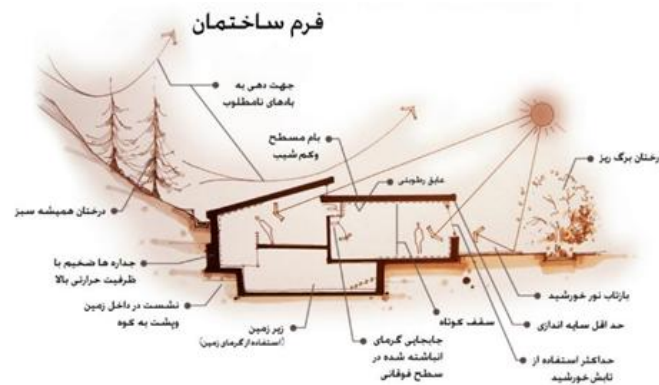 فرم ساختمان
جهت دهی به
بادهای نامطلوب
بام مسطح
وکم شیب
عایق رطوبتی
رختان برگ ریز
درختان همیشه سبز
جداره ها ضخیم با
ظرفیت حرارتی بالا
نشست در داخل زمین
وپشت به کوه
زیر زمین
(استفاده از گرمای زمین)
جابجایی گرمای
انباشته شده در
سطح فوقانی
سقف کوتاه
بازتاب نور خورشید
حد اقل سایه اندازی
حداکثر استفاده از
تابش خورشید